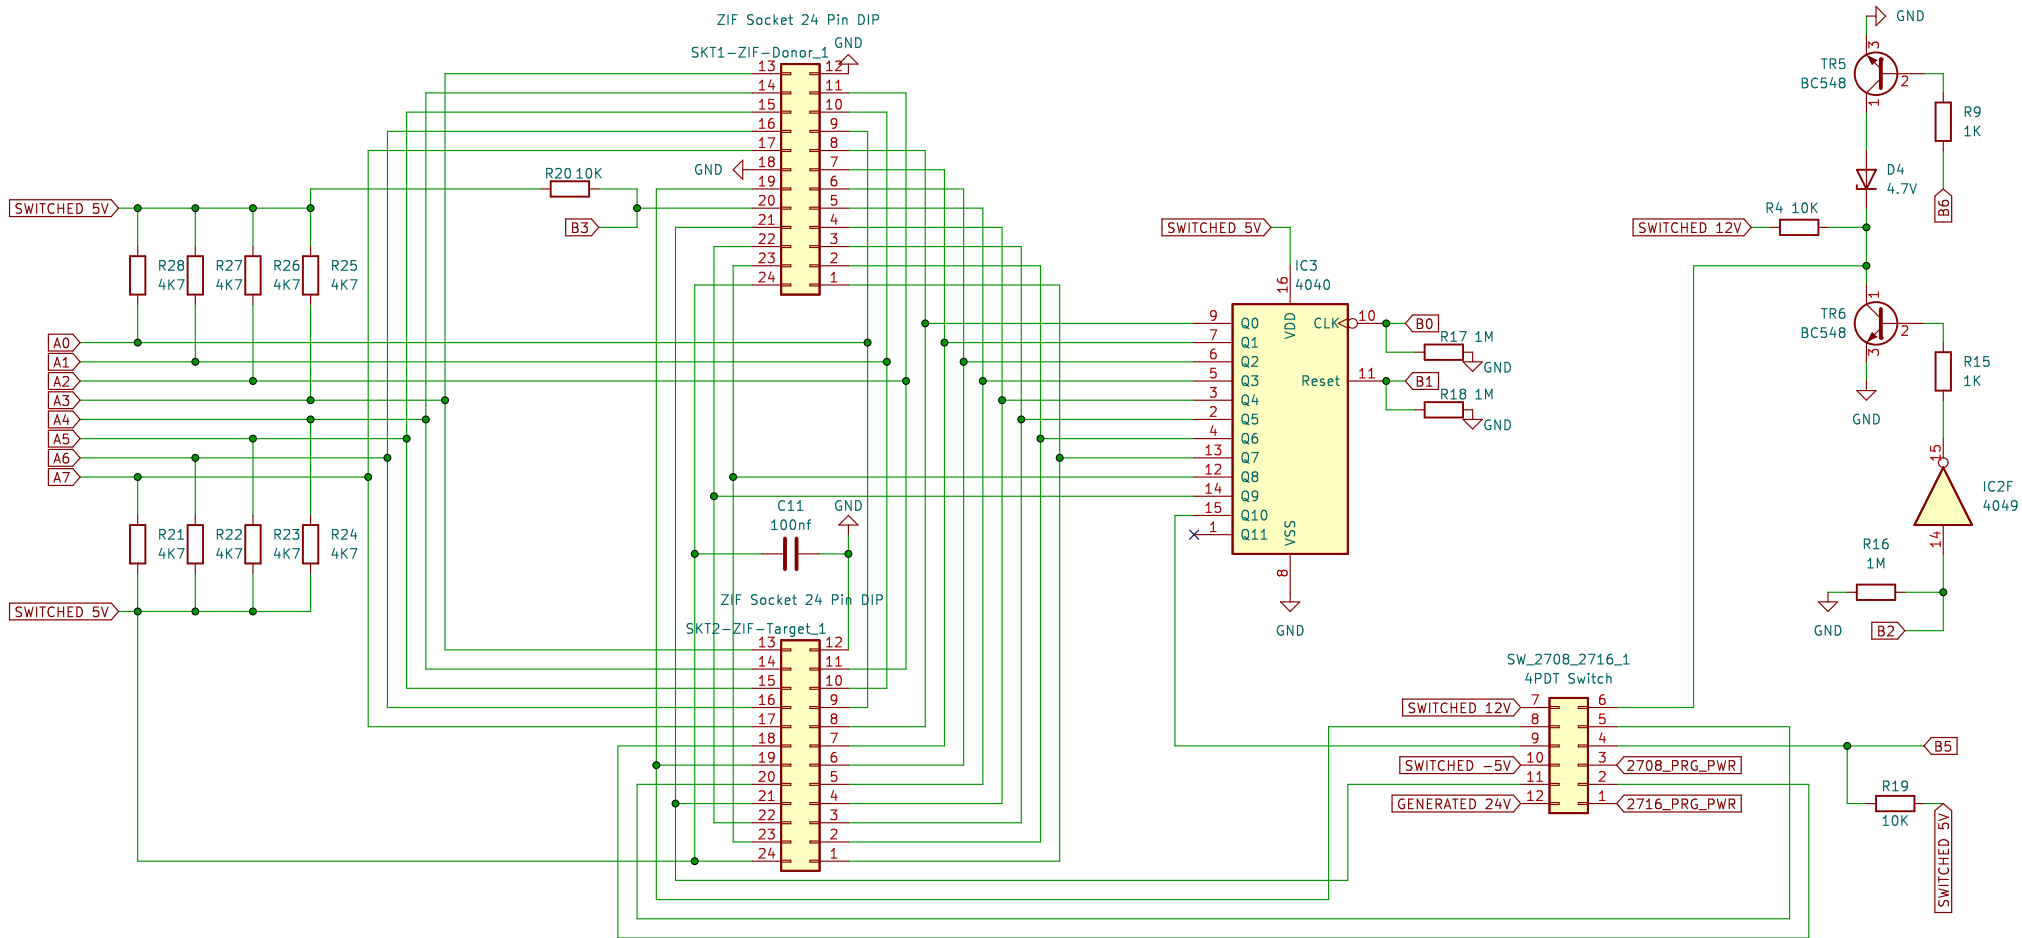 ZIF Socket 24 Pin DIP
SKT1-ZIF-Donor_1
GND
13
14
15
16
17
18
19
20
21
22
23
24
12
11
10
9
8
7
6
5
4
3
2
1
GND
R20 10K
B3
SWITCHED 5V
R28
4K7
R27
4K7
R26
4K7
R25
4K7
A0
A1
A2
A3
A4
A5
A6
A7
R21
4K7
R22
4K7
R23
4K7
R24
4K7
SWITCHED 5V
C11
100nf
GND
ZIF Socket 24 Pin DIP
SKT2-ZIF-Target_1
13
14
15
16
17
18
19
20
21
22
23
24
12
11
10
9
8
7
6
5
4
3
2
1
SWITCHED 5V
IC3
4040
16
VDD
9 Q0
7 Q1
6 Q2
5 Q3
3 Q4
2 Q5
4 Q6
13 Q7
12 Q8
14 Q9
15 Q10
1 Q11
CLK 10
B0
R17 1M
GND
Reset 11
B1
R18 1M
GND
VSS
8
GND
GND
3
TR5
BC548
2
1
R9
1K
B6
D4
4.7V
SWITCHED 12V
R4 10K
1
TR6
BC548
2
3
GND
R15
1K
15
IC2F
4049
14
R16
1M
GND
B2
SW_2708_2716_1
4PDT Switch
SWITCHED 12V
7
8
9
SWITCHED -5V
10
11
GENERATED 24V
12
6
5
4
3
2708_PRG_PWR
2
1
2716_PRG_PWR
B5
R19
10K
SWITCHED 5V